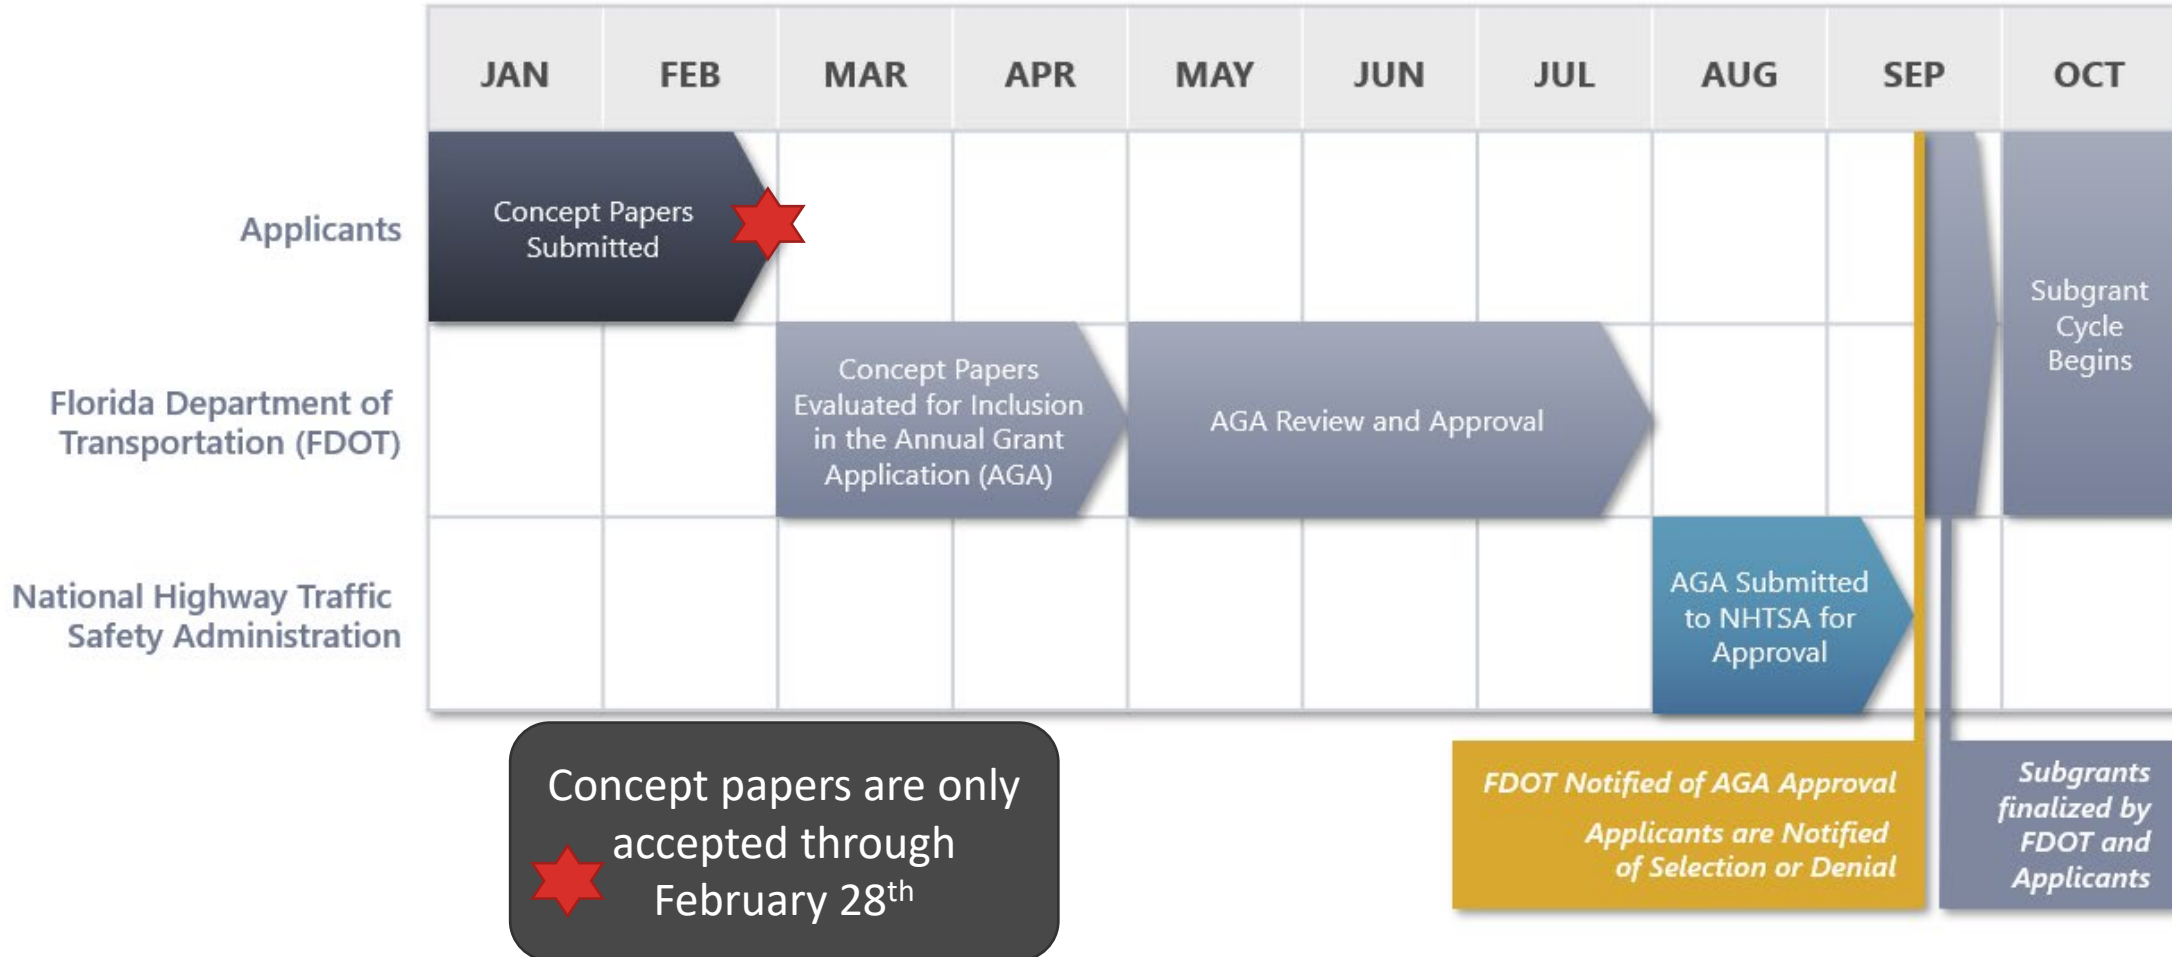 JAN FEB MAR APR MAY JUN JUL AUG SEP OCT
Applicants
Concept Papers
Submitted
Florida Department of
Transportation (FDOT)
Concept Papers
Evaluated for Inclusion
in the Annual Grant
Application (AGA)
AGA Review and Approval
Subgrant
Cycle
Begins
National Highway Traffic
Safety Administration
AGA Submitted
to NHTSA for
Approval
Concept papers are only
accepted through
February 28th
FDOT Notified of AGA Approval
Applicants are Notified
of Selection or Denial
Subgrants
finalized by
FDOT and
Applicants